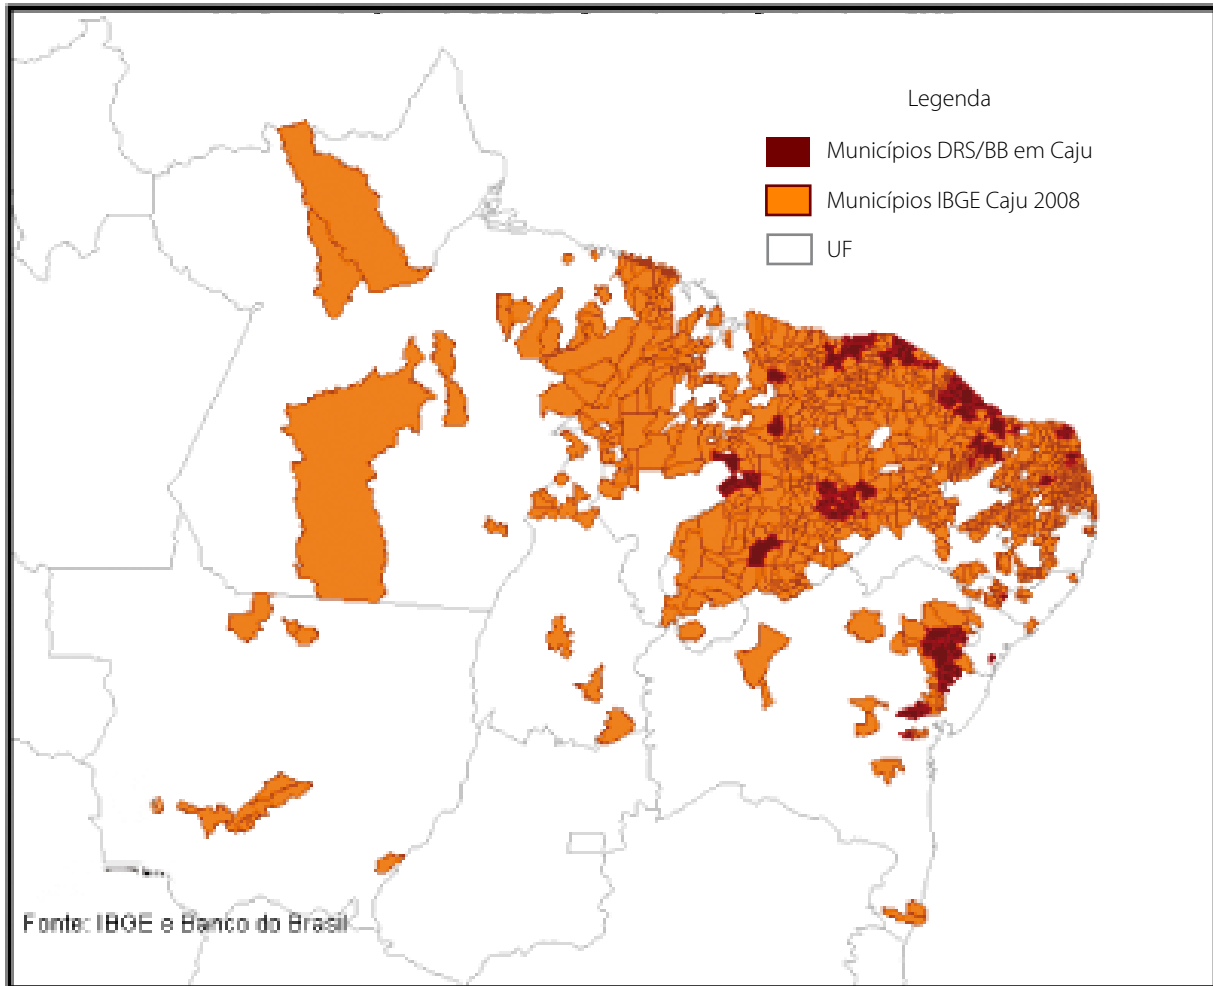 Legenda
Municípios DRS/BB em Caju
Municípios IBGE Caju 2008
UF
Fonte: IBGE e Banco do Brasil